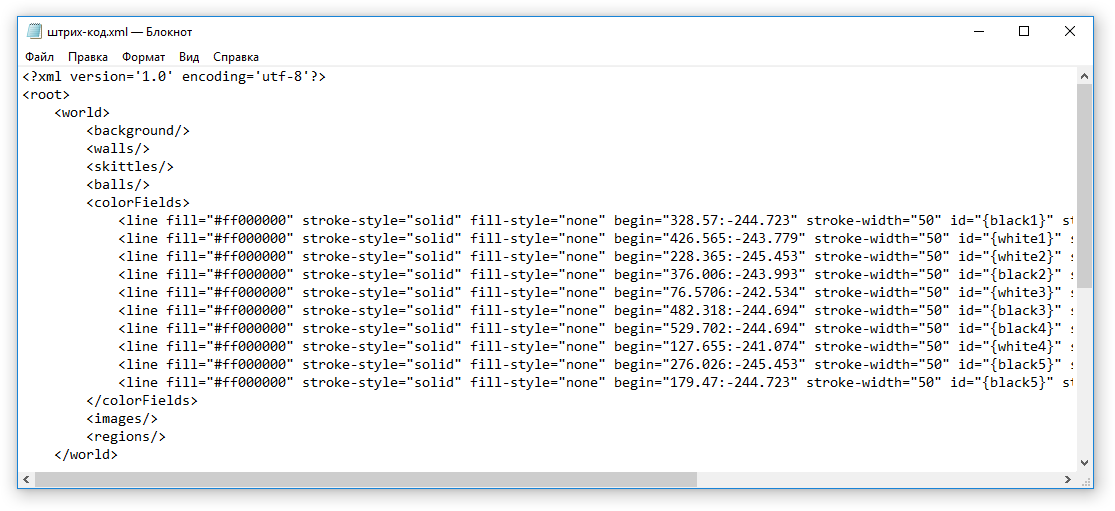 штрих-код.xml — Блокнот
Файл Правка Формат Вид Справка
<?xml version='1.0' encoding='utf-8'?>
<root>
    <world>
        <background/>
        <walls/>
        <skittles/>
        <balls/>
        <colorFields>
            <line fill="#ff000000" stroke-style="solid" fill-style="none" begin="328.57:-244.723" stroke-width="50" id="{black1}" st
            <line fill="#ff000000" stroke-style="solid" fill-style="none" begin="426.565:-243.779" stroke-width="50" id="{white1}" s
            <line fill="#ff000000" stroke-style="solid" fill-style="none" begin="228.365:-245.453" stroke-width="50" id="{white2}" s
            <line fill="#ff000000" stroke-style="solid" fill-style="none" begin="376.006:-243.993" stroke-width="50" id="{black2}" s
            <line fill="#ff000000" stroke-style="solid" fill-style="none" begin="76.5706:-242.534" stroke-width="50" id="{white3}" s
            <line fill="#ff000000" stroke-style="solid" fill-style="none" begin="482.318:-244.694" stroke-width="50" id="{black3}" s
            <line fill="#ff000000" stroke-style="solid" fill-style="none" begin="529.702:-244.694" stroke-width="50" id="{black4}" s
            <line fill="#ff000000" stroke-style="solid" fill-style="none" begin="127.655:-241.074" stroke-width="50" id="{white4}" s
            <line fill="#ff000000" stroke-style="solid" fill-style="none" begin="276.026:-245.453" stroke-width="50" id="{black5}" s
            <line fill="#ff000000" stroke-style="solid" fill-style="none" begin="179.47:-244.723" stroke-width="50" id="{black5}" st
        </colorFields>
        <images/>
        <regions/>
    </world>